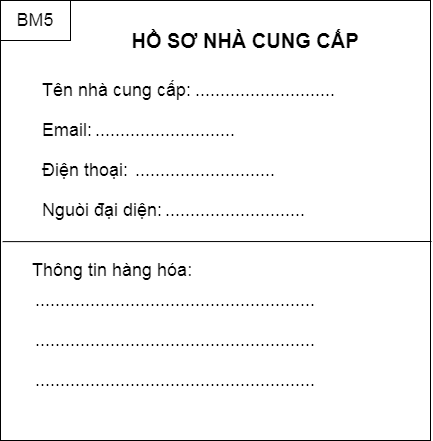 BM5
HỒ SƠ NHÀ CUNG CẤP
Tên nhà cung cấp: ............................
Email: ............................
Điện thoại: ............................
Nguòi đại diện: ............................
Thông tin hàng hóa:
........................................................
........................................................
........................................................